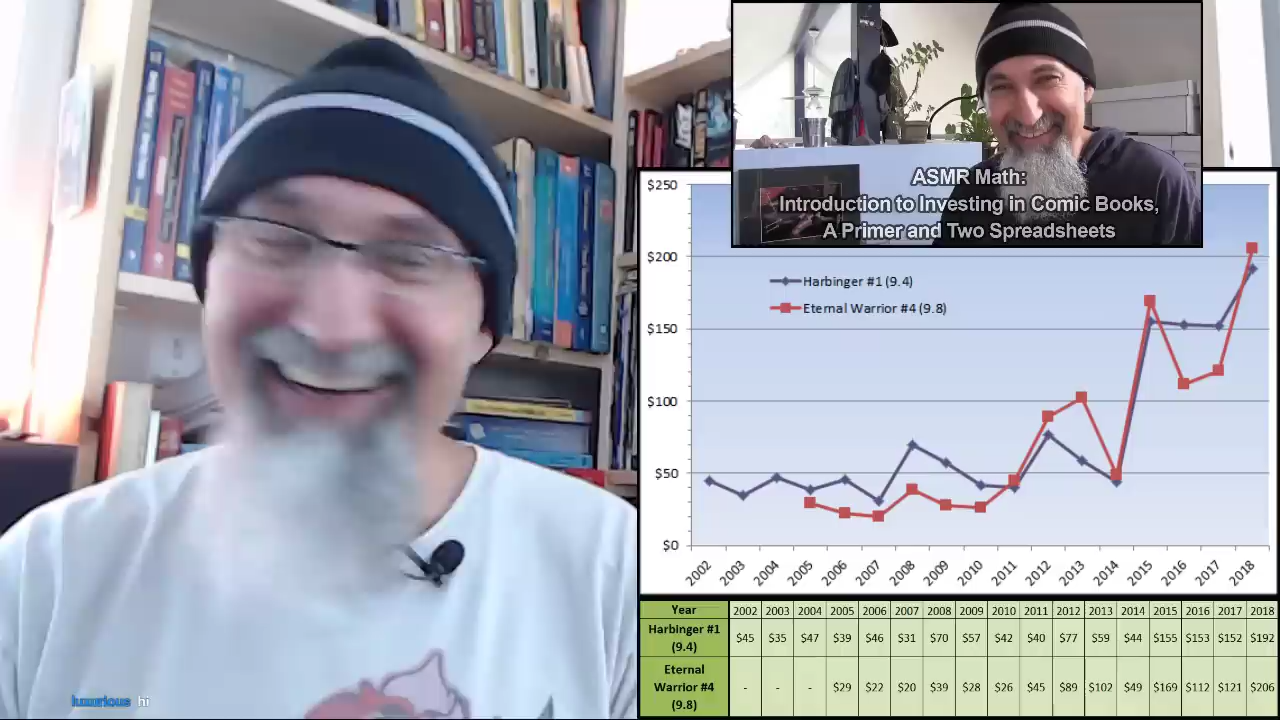 ASMR Math:
Introduction to Investing in Comic Books,
A Primer and Two Spreadsheets
$250
$200
$150
$100
$50
$0
Harbinger #1 (9.4)
Eternal Warrior #4 (9.8)
2002 2003 2004 2005 2006 2007 2008 2009 2010 2011 2012 2013 2014 2015 2016 2017 2018
Year 2002 2003 2004 2005 2006 2007 2008 2009 2010 2011 2012 2013 2014 2015 2016 2017 2018
Harbinger #1
(9.4) $45 $35 $47 $39 $46 $31 $70 $57 $42 $40 $77 $59 $44 $155 $153 $152 $192
Eternal
Warrior #4 - - $29 $22 $20 $39 $28 $26 $45 $89 $102 $49 $169 $112 $121 $206
(9.8)
luxurious hi